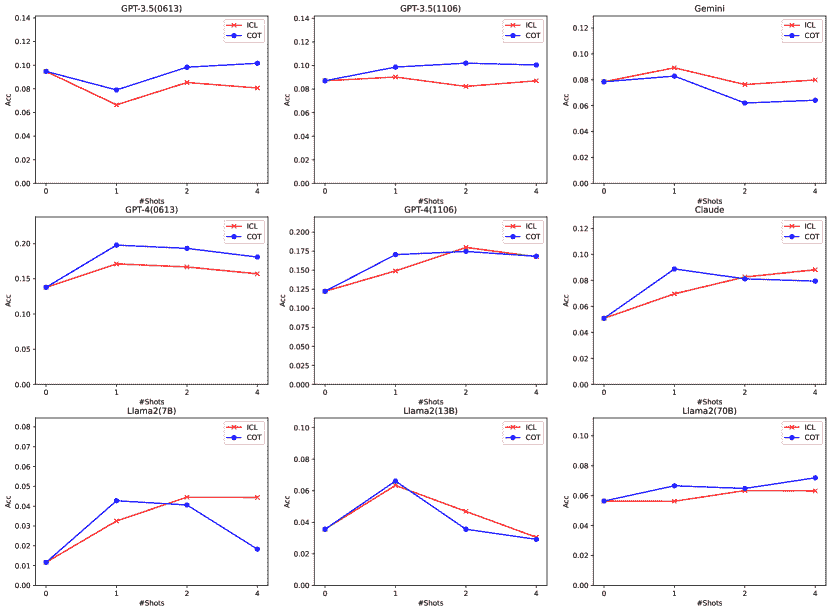 GPT-3.5(0613)
0.14
0.12
0.10
0.08
0.06
0.04
0.02
0.00
Acc
0
1
2
4
#Shots
ICL
COT
GPT-3.5(1106)
0.14
0.12
0.10
0.08
0.06
0.04
0.02
0.00
Acc
0
1
2
4
#Shots
ICL
COT
Gemini
0.12
0.10
0.08
0.06
0.04
0.02
0.00
Acc
0
1
2
4
#Shots
ICL
COT
GPT-4(0613)
0.20
0.15
0.10
0.05
0.00
Acc
0
1
2
4
#Shots
ICL
COT
GPT-4(1106)
0.200
0.175
0.150
0.125
0.100
0.075
0.050
0.025
0.000
Acc
0
1
2
4
#Shots
ICL
COT
Claude
0.12
0.10
0.08
0.06
0.04
0.02
0.00
Acc
0
1
2
4
#Shots
ICL
COT
Llama2(7B)
0.08
0.07
0.06
0.05
0.04
0.03
0.02
0.01
0.00
Acc
0
1
2
4
#Shots
ICL
COT
Llama2(13B)
0.10
0.08
0.06
0.04
0.02
0.00
Acc
0
1
2
4
#Shots
ICL
COT
Llama2(70B)
0.10
0.08
0.06
0.04
0.02
0.00
Acc
0
1
2
4
#Shots
ICL
COT